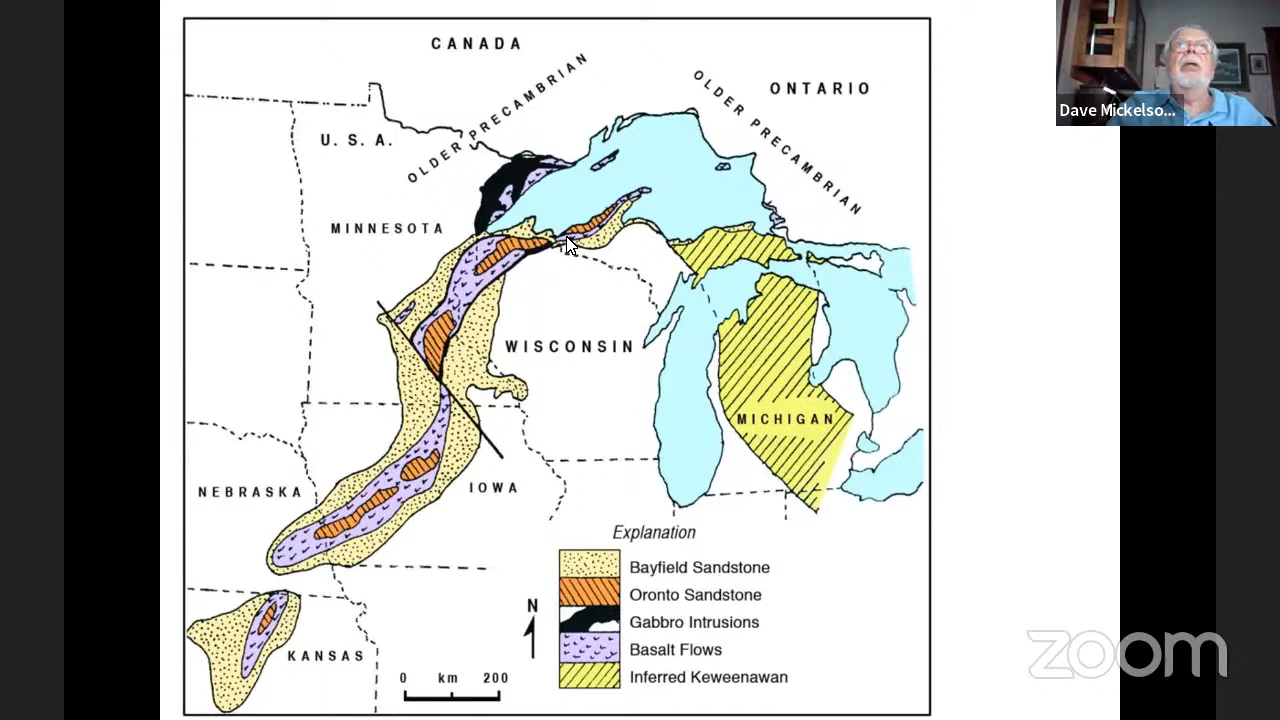 CANADA
OLDER PRECAMBRIAN
OLDER PRECAMBRIAN
ONTARIO
Dave Mickelso...
U. S. A.
MINNESOTA
WISCONSIN
MICHIGAN
NEBRASKA
IOWA
KANSAS
Explanation
Bayfield Sandstone
Oronto Sandstone
Gabbro Intrusions
Basalt Flows
Inferred Keweenawan
N
0 km 200
zoom